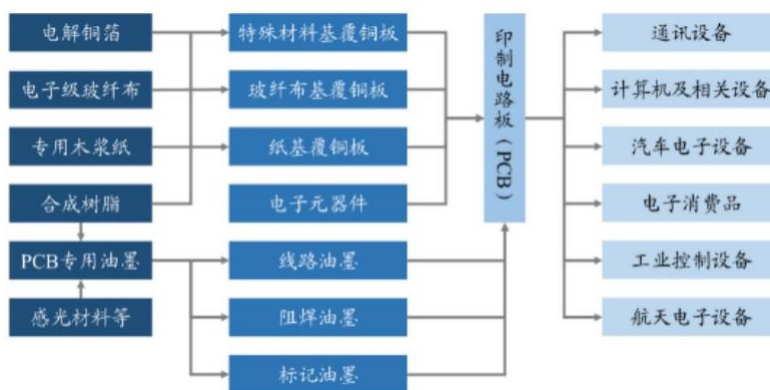 电解铜箔
电子级玻纤布
专用木浆纸
合成树脂
PCB专用油墨
感光材料等
特殊材料基覆铜板
玻纤布基覆铜板
纸基覆铜板
电子元器件
线路油墨
阻焊油墨
标记油墨
印制电路板(PCB)
通讯设备
计算机及相关设备
汽车电子设备
电子消费品
工业控制设备
航天电子设备